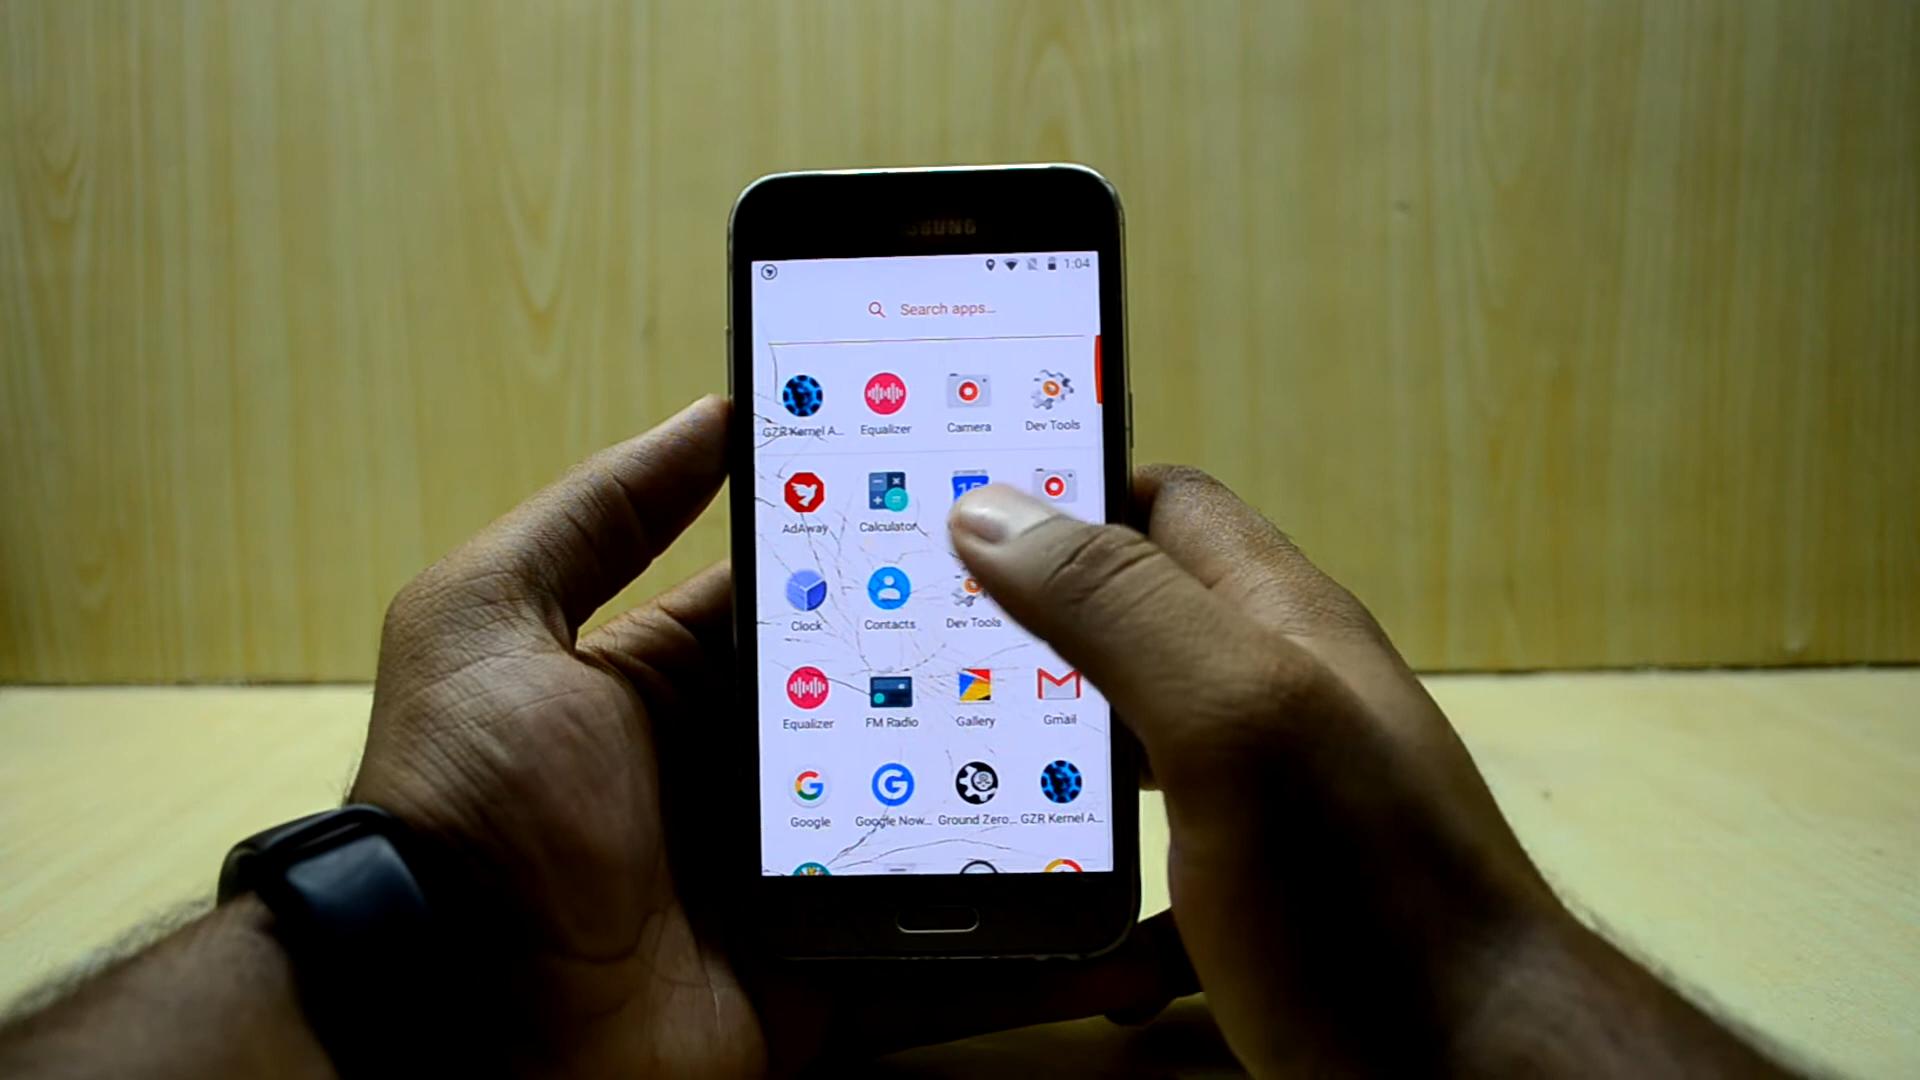 SUNG
1:04
Search apps...
GZR Kernel A...
Equalizer
Camera
Dev Tools
AdAway
Calculator
Clock
Contacts
Dev Tools
Equalizer
FM Radio
Gallery
Gmail
Google
Google Now...
Ground Zero...
GZR Kernel A...